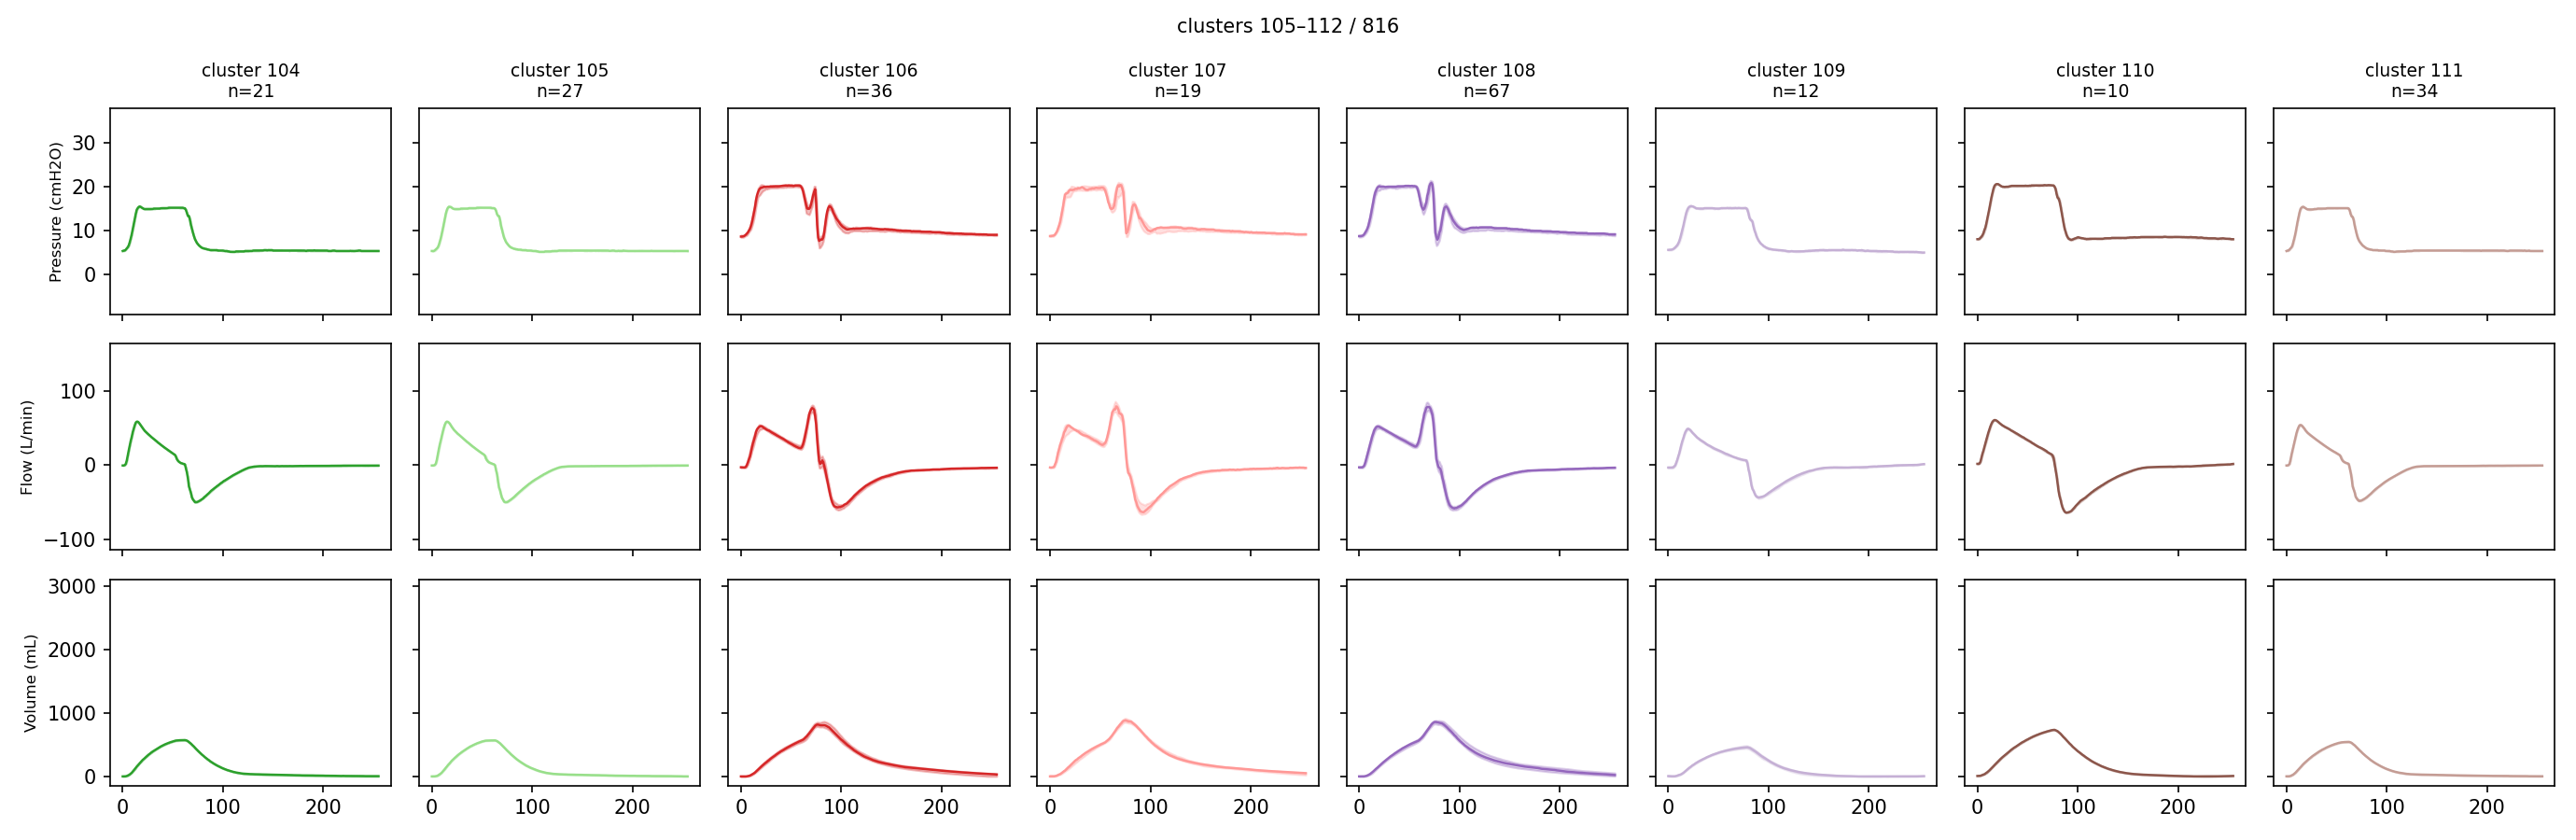 clusters 105–112 / 816
cluster 104
n=21
cluster 105
n=27
cluster 106
n=36
cluster 107
n=19
cluster 108
n=67
cluster 109
n=12
cluster 110
n=10
cluster 111
n=34
Pressure (cmH2O)
30
20
10
0
Flow (L/min)
100
0
−100
Volume (mL)
3000
2000
1000
0
0 100 200
0 100 200
0 100 200
0 100 200
0 100 200
0 100 200
0 100 200
0 100 200